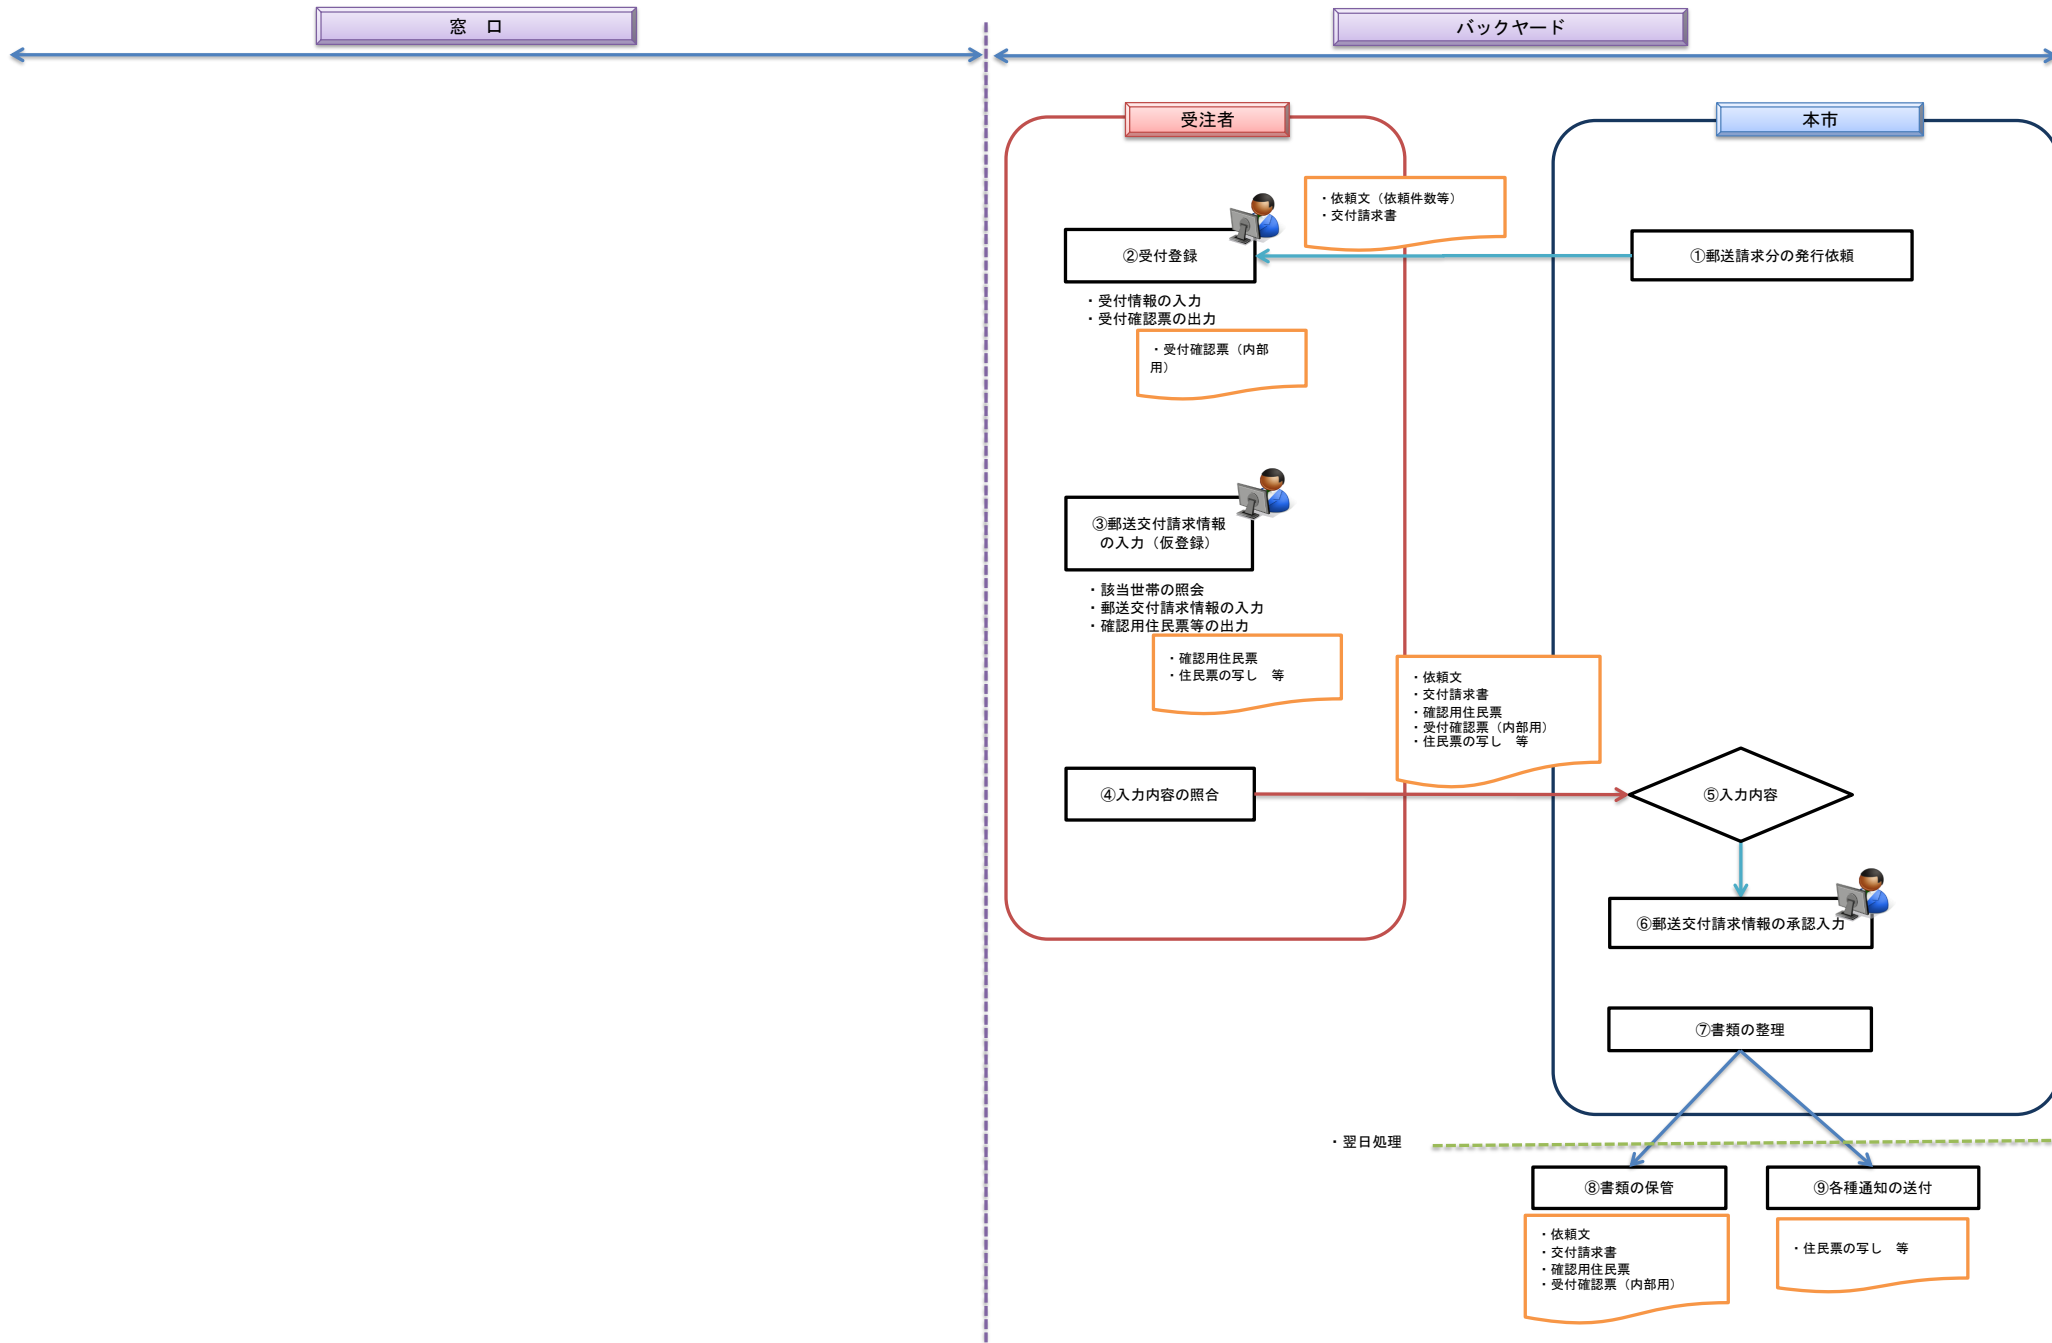 窓　口
バックヤード
受注者
本市
・依頼文（依頼件数等）
・交付請求書
②受付登録
①郵送請求分の発行依頼
・受付情報の入力
・受付確認票の出力
・受付確認票（内部
用）
③郵送交付請求情報
の入力（仮登録）
・該当世帯の照会
・郵送交付請求情報の入力
・確認用住民票等の出力
・確認用住民票
・住民票の写し　等
・依頼文
・交付請求書
・確認用住民票
・受付確認票（内部用）
・住民票の写し　等
④入力内容の照合
⑤入力内容
⑥郵送交付請求情報の承認入力
⑦書類の整理
・翌日処理
⑧書類の保管
⑨各種通知の送付
・依頼文
・交付請求書
・確認用住民票
・受付確認票（内部用）
・住民票の写し　等